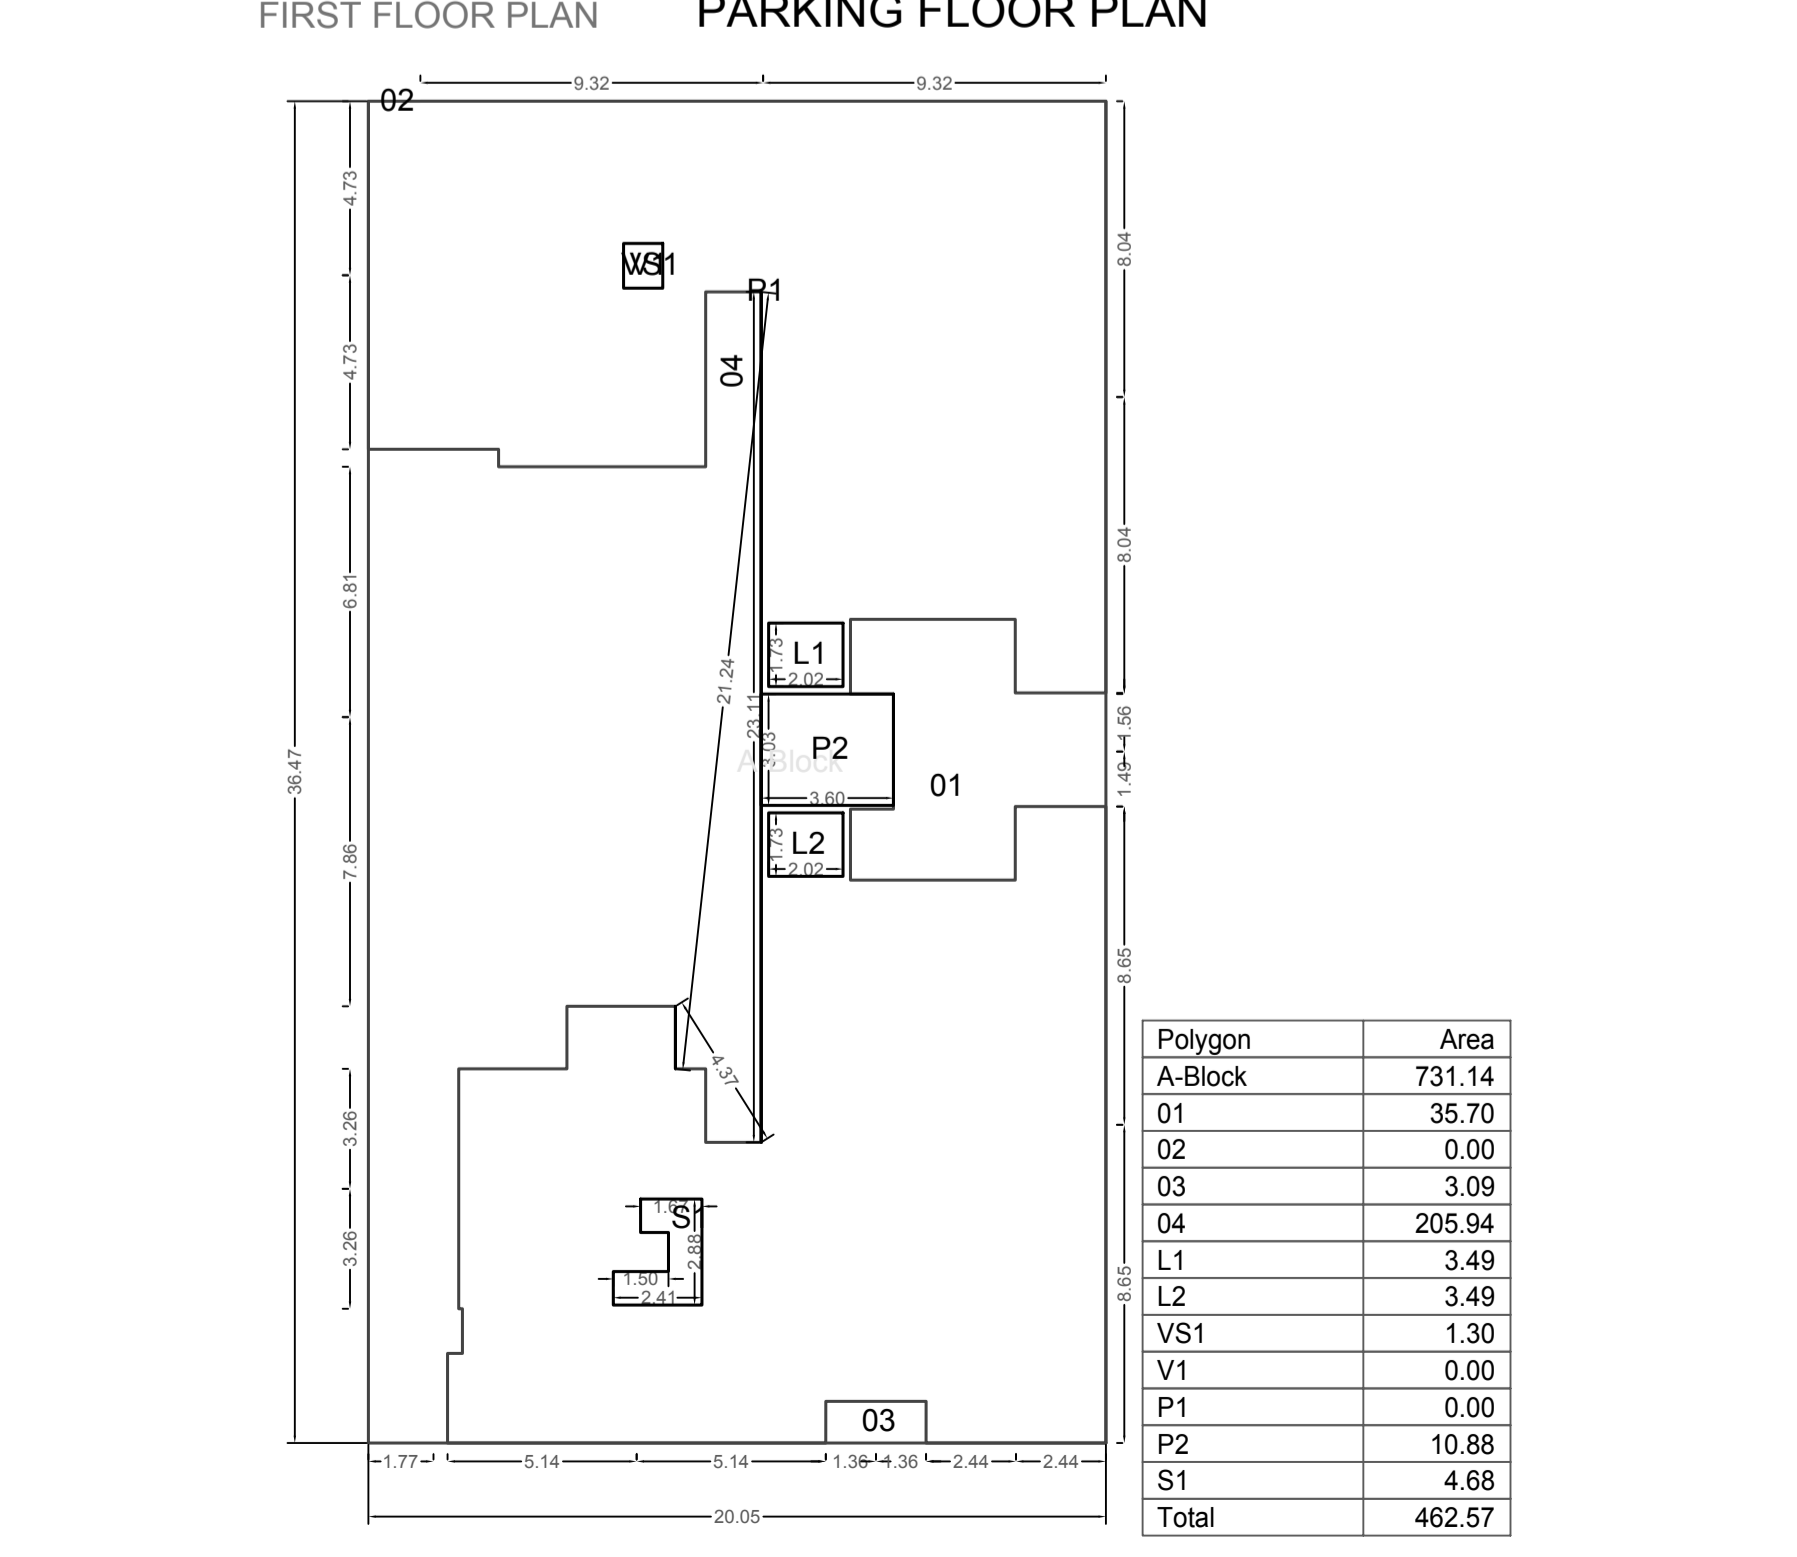 FIRST FLOOR PLAN PARKING FLOOR PLAN
9.32 9.32
02
4.73
8.04
VS1
P1
4.73
04
8.04
6.81
L1
1.73
2.02
21.24
23.11
1.56
3.03
P2
A-Block
36.47
1.49
01
3.60
L2
1.73
2.02
7.86
8.65
4.37
3.26
S1
1.67
2.88
3.26
1.50
2.41
8.65
03
1.77 5.14 5.14 1.36 1.36 2.44 2.44
20.05
Polygon Area
A-Block 731.14
01 35.70
02 0.00
03 3.09
04 205.94
L1 3.49
L2 3.49
VS1 1.30
V1 0.00
P1 0.00
P2 10.88
S1 4.68
Total 462.57